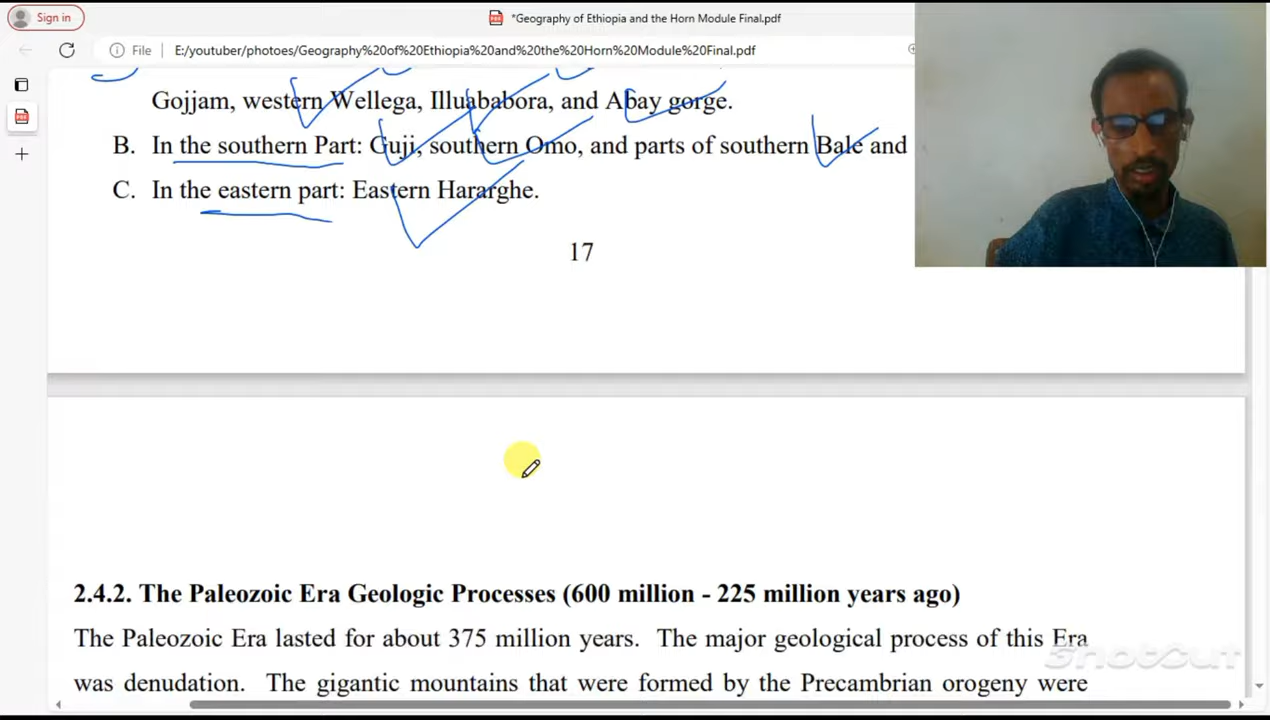 Sign in
*Geography of Ethiopia and the Horn Module Final.pdf
File E:/youtuber/photoes/Geography%20of%20Ethiopia%20and%20the%20Horn%20Module%20Final.pdf
Gojjam, western Wellega, Illuababora, and Abay gorge.
B. In the southern Part: Guji, southern Omo, and parts of southern Bale and
C. In the eastern part: Eastern Hararghe.
17
2.4.2. The Paleozoic Era Geologic Processes (600 million - 225 million years ago)
The Paleozoic Era lasted for about 375 million years. The major geological process of this Era
was denudation. The gigantic mountains that were formed by the Precambrian orogeny were
Shotcut